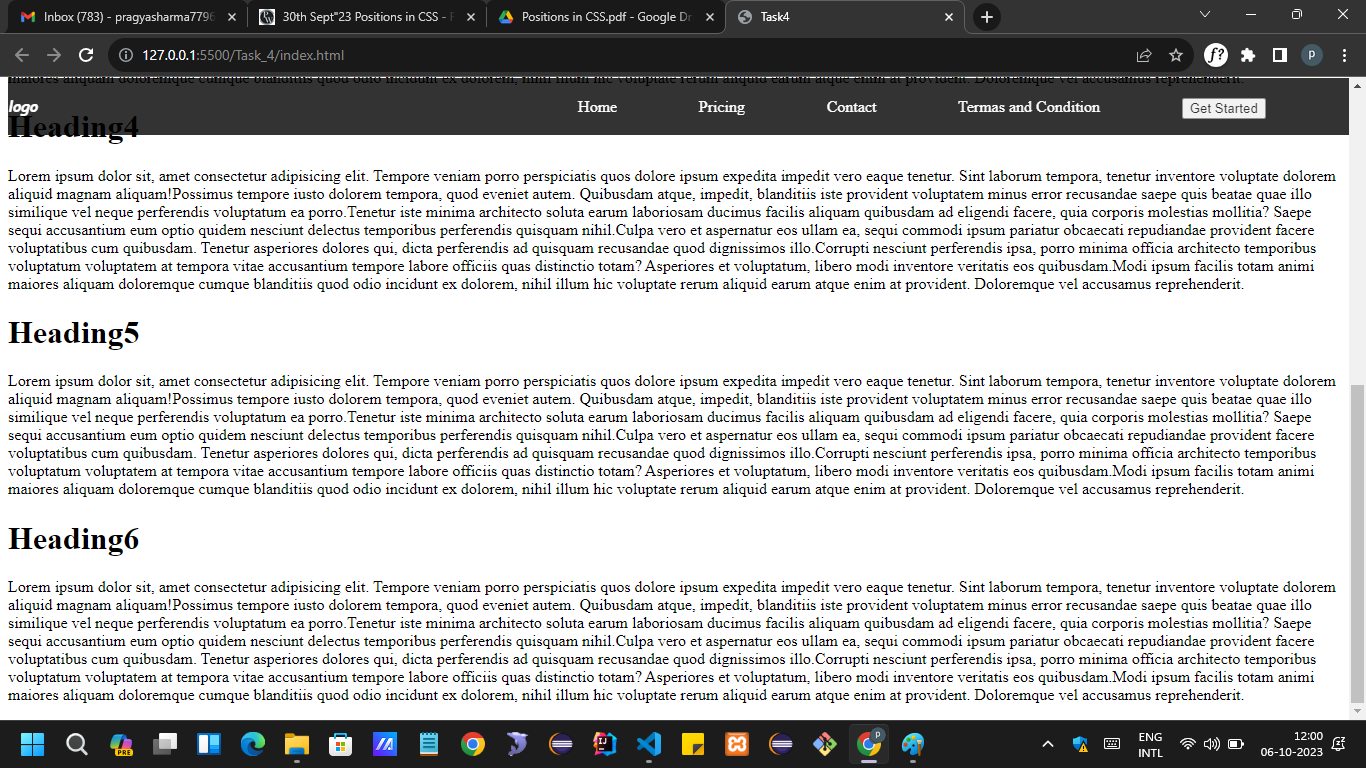 Inbox (783) - pragyasharma7796
30th Sept"23 Positions in CSS - F
Positions in CSS.pdf - Google Dr
Task4
127.0.0.1:5500/Task_4/index.html
f?
P
maiores aliquam doloremque cumque blanditiis quod odio incidunt ex dolorem, nihil illum hic voluptate rerum aliquid earum atque enim at provident. Doloremque vel accusamus reprehenderit.
logo
Home
Pricing
Contact
Termas and Condition
Get Started
Heading4
Lorem ipsum dolor sit, amet consectetur adipisicing elit. Tempore veniam porro perspiciatis quos dolore ipsum expedita impedit vero eaque tenetur. Sint laborum tempora, tenetur inventore voluptate dolorem
aliquid magnam aliquam!Possimus tempore iusto dolorem tempora, quod eveniet autem. Quibusdam atque, impedit, blanditiis iste provident voluptatem minus error recusandae saepe quis beatae quae illo
similique vel neque perferendis voluptatum ea porro.Tenetur iste minima architecto soluta earum laboriosam ducimus facilis aliquam quibusdam ad eligendi facere, quia corporis molestias mollitia? Saepe
sequi accusantium eum optio quidem nesciunt delectus temporibus perferendis quisquam nihil.Culpa vero et aspernatur eos ullam ea, sequi commodi ipsum pariatur obcaecati repudiandae provident facere
voluptatibus cum quibusdam. Tenetur asperiores dolores qui, dicta perferendis ad quisquam recusandae quod dignissimos illo.Corrupti nesciunt perferendis ipsa, porro minima officia architecto temporibus
voluptatum voluptatem at tempora vitae accusantium tempore labore officiis quas distinctio totam? Asperiores et voluptatum, libero modi inventore veritatis eos quibusdam.Modi ipsum facilis totam animi
maiores aliquam doloremque cumque blanditiis quod odio incidunt ex dolorem, nihil illum hic voluptate rerum aliquid earum atque enim at provident. Doloremque vel accusamus reprehenderit.
Heading5
Lorem ipsum dolor sit, amet consectetur adipisicing elit. Tempore veniam porro perspiciatis quos dolore ipsum expedita impedit vero eaque tenetur. Sint laborum tempora, tenetur inventore voluptate dolorem
aliquid magnam aliquam!Possimus tempore iusto dolorem tempora, quod eveniet autem. Quibusdam atque, impedit, blanditiis iste provident voluptatem minus error recusandae saepe quis beatae quae illo
similique vel neque perferendis voluptatum ea porro.Tenetur iste minima architecto soluta earum laboriosam ducimus facilis aliquam quibusdam ad eligendi facere, quia corporis molestias mollitia? Saepe
sequi accusantium eum optio quidem nesciunt delectus temporibus perferendis quisquam nihil.Culpa vero et aspernatur eos ullam ea, sequi commodi ipsum pariatur obcaecati repudiandae provident facere
voluptatibus cum quibusdam. Tenetur asperiores dolores qui, dicta perferendis ad quisquam recusandae quod dignissimos illo.Corrupti nesciunt perferendis ipsa, porro minima officia architecto temporibus
voluptatum voluptatem at tempora vitae accusantium tempore labore officiis quas distinctio totam? Asperiores et voluptatum, libero modi inventore veritatis eos quibusdam.Modi ipsum facilis totam animi
maiores aliquam doloremque cumque blanditiis quod odio incidunt ex dolorem, nihil illum hic voluptate rerum aliquid earum atque enim at provident. Doloremque vel accusamus reprehenderit.
Heading6
Lorem ipsum dolor sit, amet consectetur adipisicing elit. Tempore veniam porro perspiciatis quos dolore ipsum expedita impedit vero eaque tenetur. Sint laborum tempora, tenetur inventore voluptate dolorem
aliquid magnam aliquam!Possimus tempore iusto dolorem tempora, quod eveniet autem. Quibusdam atque, impedit, blanditiis iste provident voluptatem minus error recusandae saepe quis beatae quae illo
similique vel neque perferendis voluptatum ea porro.Tenetur iste minima architecto soluta earum laboriosam ducimus facilis aliquam quibusdam ad eligendi facere, quia corporis molestias mollitia? Saepe
sequi accusantium eum optio quidem nesciunt delectus temporibus perferendis quisquam nihil.Culpa vero et aspernatur eos ullam ea, sequi commodi ipsum pariatur obcaecati repudiandae provident facere
voluptatibus cum quibusdam. Tenetur asperiores dolores qui, dicta perferendis ad quisquam recusandae quod dignissimos illo.Corrupti nesciunt perferendis ipsa, porro minima officia architecto temporibus
voluptatum voluptatem at tempora vitae accusantium tempore labore officiis quas distinctio totam? Asperiores et voluptatum, libero modi inventore veritatis eos quibusdam.Modi ipsum facilis totam animi
maiores aliquam doloremque cumque blanditiis quod odio incidunt ex dolorem, nihil illum hic voluptate rerum aliquid earum atque enim at provident. Doloremque vel accusamus reprehenderit.
PRE
ENG
INTL
12:00
06-10-2023